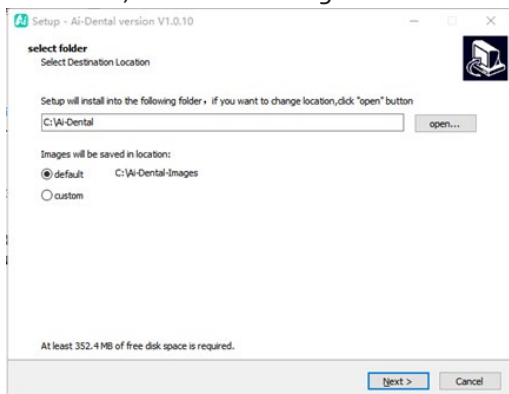 Setup - Ai-Dental version V1.0.10
select folder
Select Destination Location
Setup will install into the following folder，if you want to change location,click "open" button
C:\Ai-Dental
open...
Images will be saved in location:
default C:\Ai-Dental-Images
custom
At least 352.4 MB of free disk space is required.
Next > Cancel